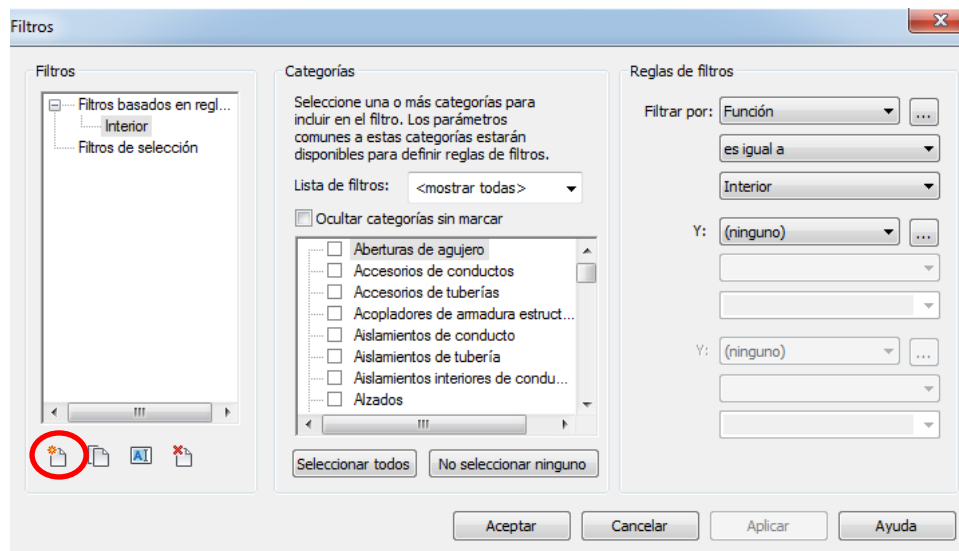 Filtros
Filtros
Filtros basados en regl...
Interior
Filtros de selección
Categorías
Seleccione una o más categorías para
incluir en el filtro. Los parámetros
comunes a estas categorías estarán
disponibles para definir reglas de filtros.
Lista de filtros: <mostrar todas>
Ocultar categorías sin marcar
Aberturas de agujero
Accesorios de conductos
Accesorios de tuberías
Acopladores de armadura estruct...
Aislamientos de conducto
Aislamientos de tubería
Aislamientos interiores de condu...
Alzados
Seleccionar todos No seleccionar ninguno
Reglas de filtros
Filtrar por: Función ...
es igual a
Interior
Y: (ninguno) ...
Y: (ninguno) ...
Aceptar Cancelar Aplicar Ayuda